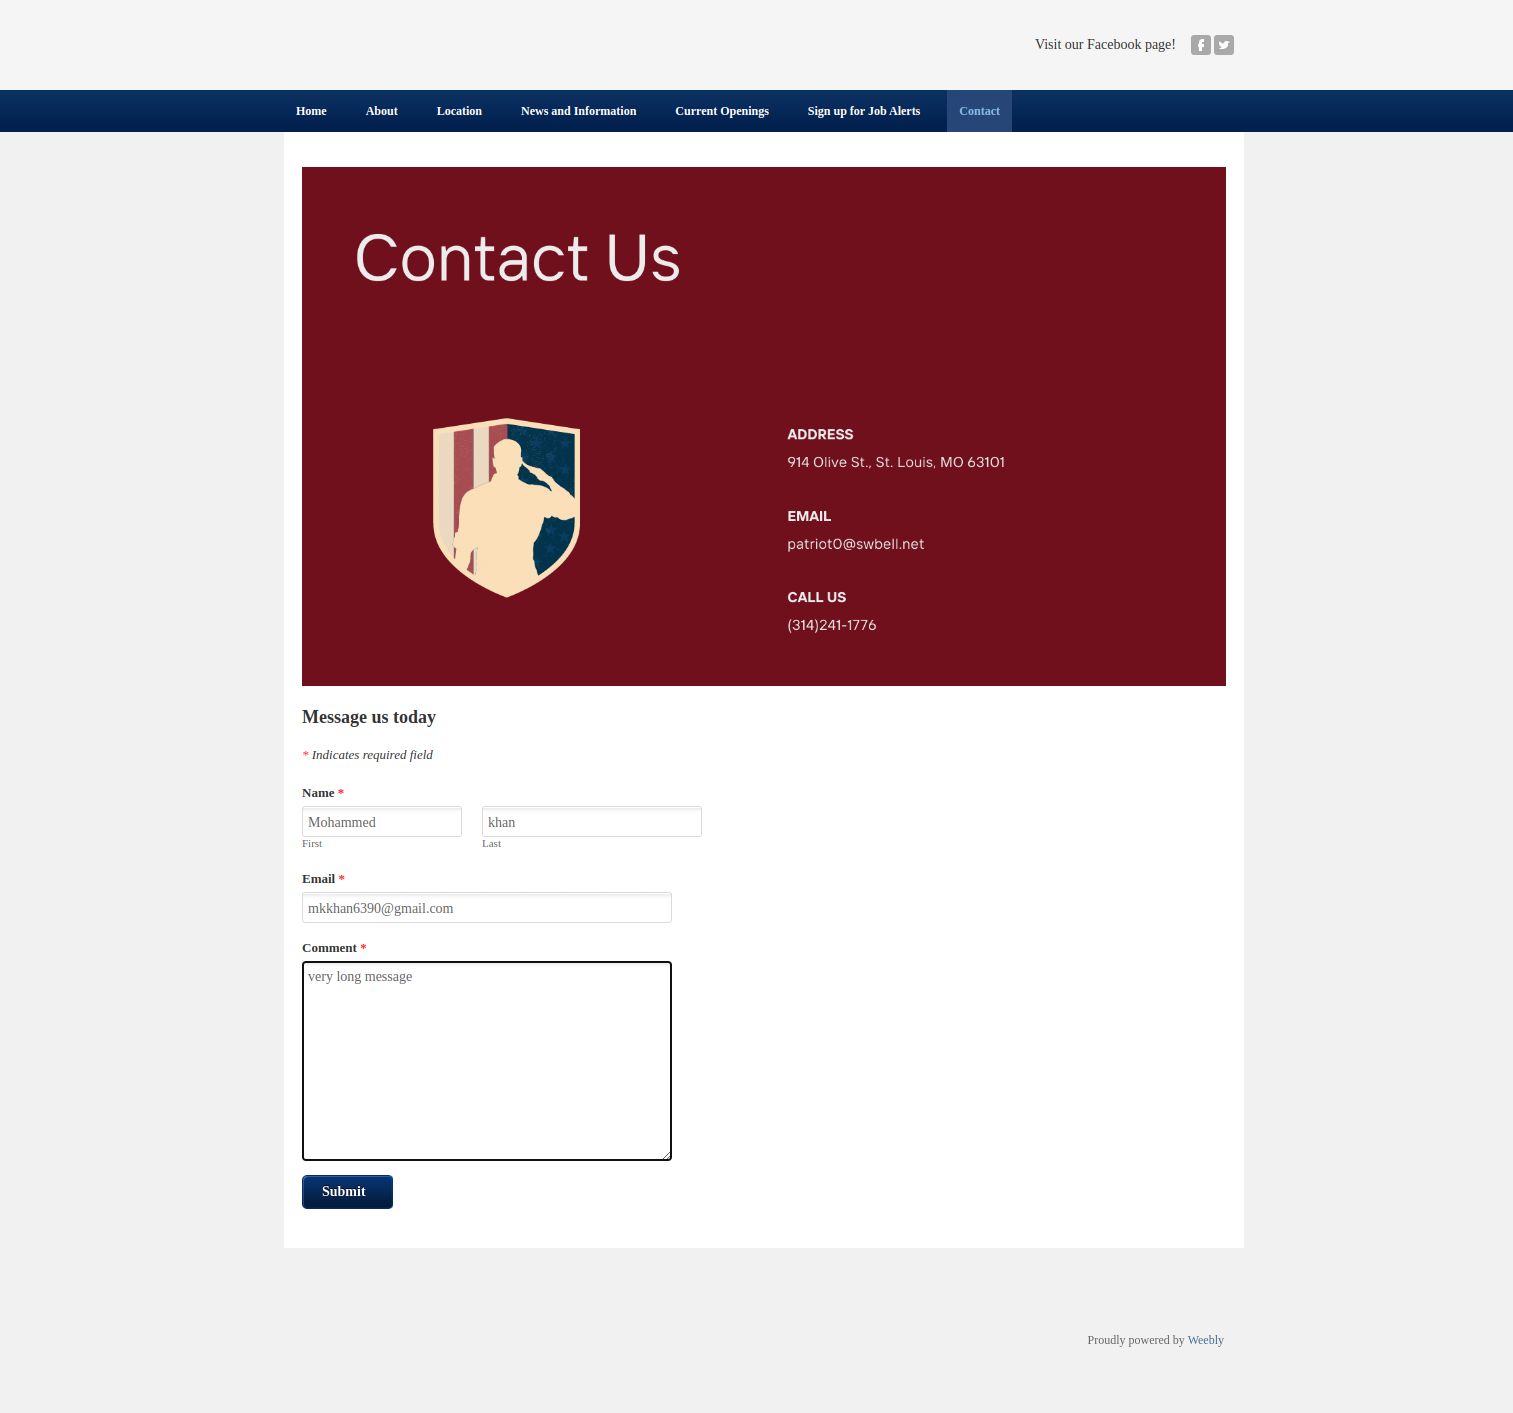 Visit our Facebook page!
Home About Location News and Information Current Openings Sign up for Job Alerts Contact
Contact Us
ADDRESS
914 Olive St., St. Louis, MO 63101
EMAIL
patriot0@swbell.net
CALL US
(314)241-1776
Message us today
* Indicates required field
Name *
Mohammed khan
First Last
Email *
mkkhan6390@gmail.com
Comment *
very long message
Submit
Proudly powered by Weebly